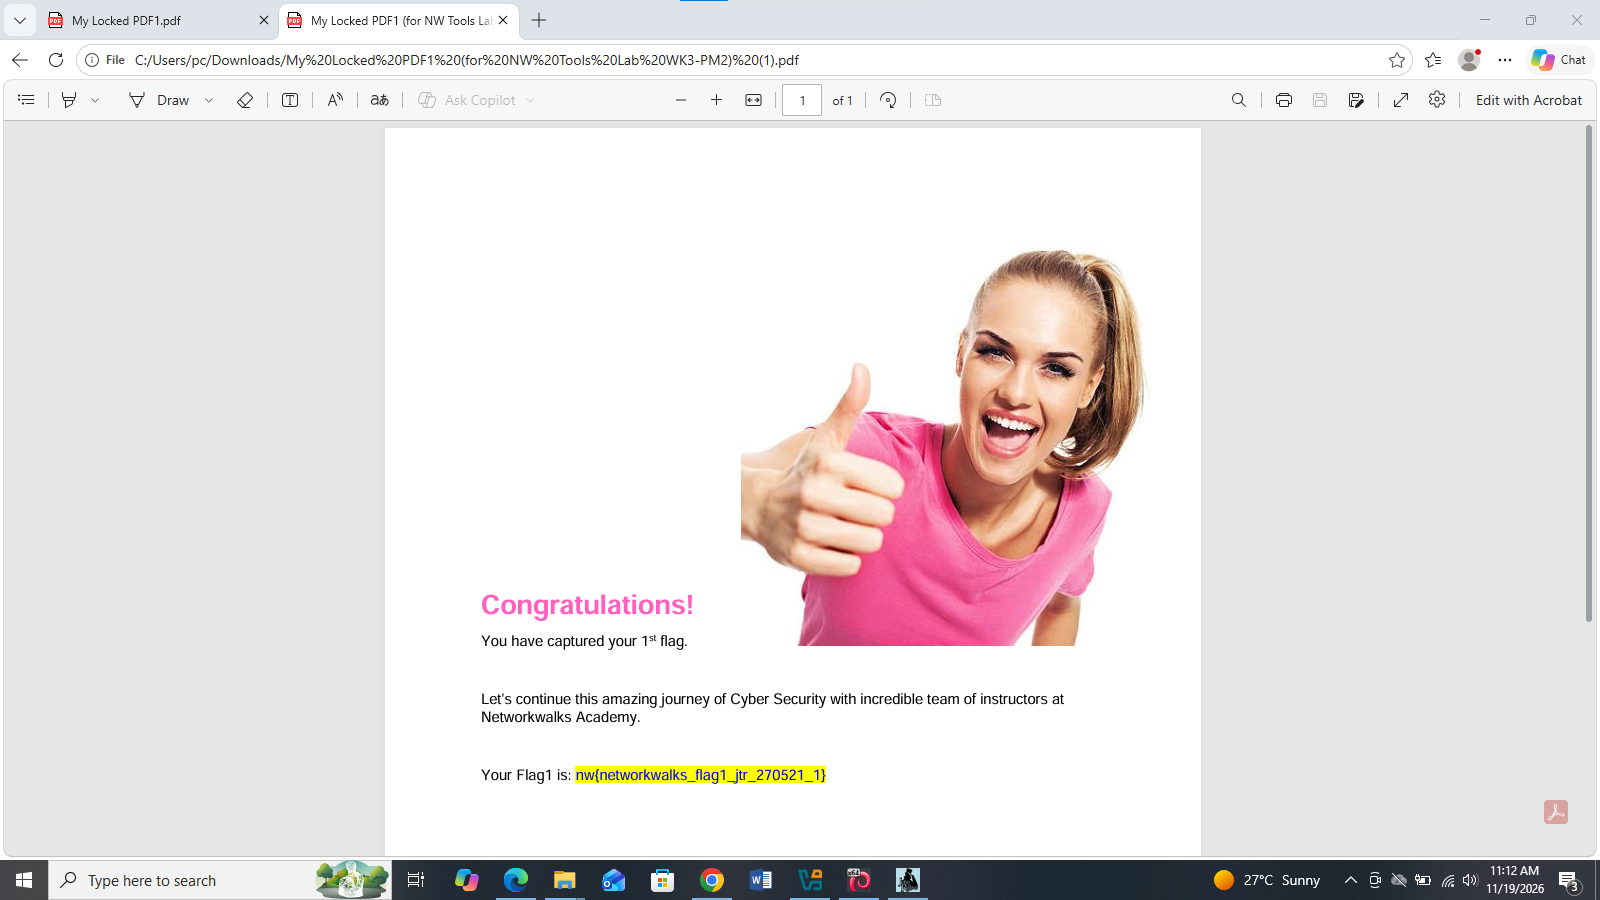 My Locked PDF1.pdf
My Locked PDF1 (for NW Tools La
File C:/Users/pc/Downloads/My%20Locked%20PDF1%20(for%20NW%20Tools%20Lab%20WK3-PM2)%20(1).pdf
Chat
Draw
Ask Copilot
1 of 1
Edit with Acrobat
Congratulations!
You have captured your 1st flag.
Let's continue this amazing journey of Cyber Security with incredible team of instructors at
Networkwalks Academy.
Your Flag1 is: nw{networkwalks_flag1_jtr_270521_1}
Type here to search
27°C Sunny
11:12 AM
11/19/2026
3